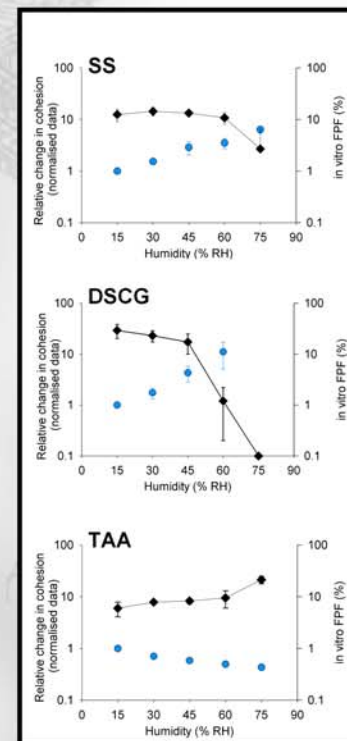 SS
100
10
1
0.1
100
10
1
0.1
0 15 30 45 60 75 90
Humidity (% RH)
Relative change in cohesion
(normalised data)
in vitro FPF (%)
DSCG
100
10
1
0.1
100
10
1
0.1
0 15 30 45 60 75 90
Humidity (% RH)
Relative change in cohesion
(normalised data)
in vitro FPF (%)
TAA
100
10
1
0.1
100
10
1
0.1
0 15 30 45 60 75 90
Humidity (% RH)
Relative change in cohesion
(normalised data)
in vitro FPF (%)